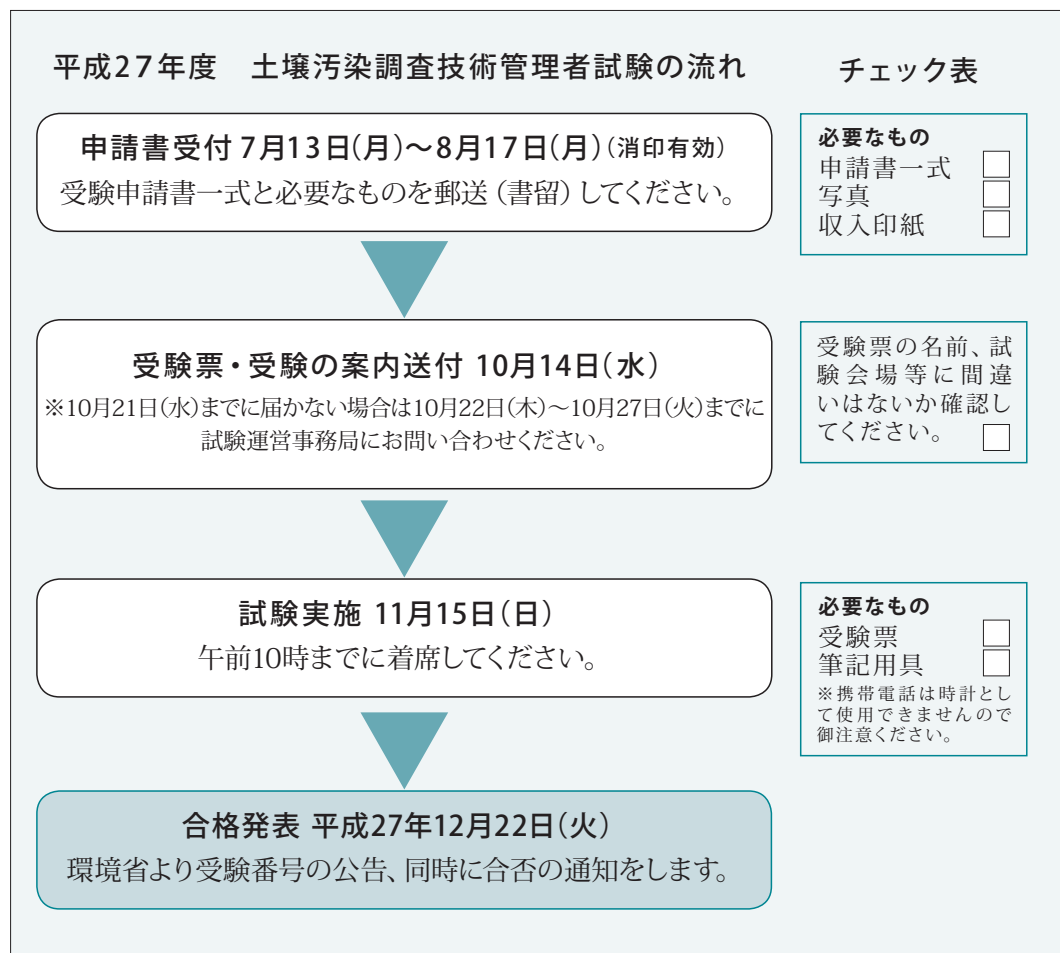 平成27年度　土壌汚染調査技術管理者試験の流れ
チェック表
申請書受付 7月13日(月)～8月17日(月)(消印有効)
受験申請書一式と必要なものを郵送（書留）してください。
必要なもの
申請書一式
写真
収入印紙
受験票・受験の案内送付 10月14日(水)
※10月21日(水)までに届かない場合は10月22日(木)～10月27日(火)までに
試験運営事務局にお問い合わせください。
受験票の名前、試
験会場等に間違
いはないか確認し
てください。
試験実施 11月15日(日)
午前10時までに着席してください。
必要なもの
受験票
筆記用具
※携帯電話は時計とし
て使用できませんので
御注意ください。
合格発表 平成27年12月22日(火)
環境省より受験番号の公告、同時に合否の通知をします。